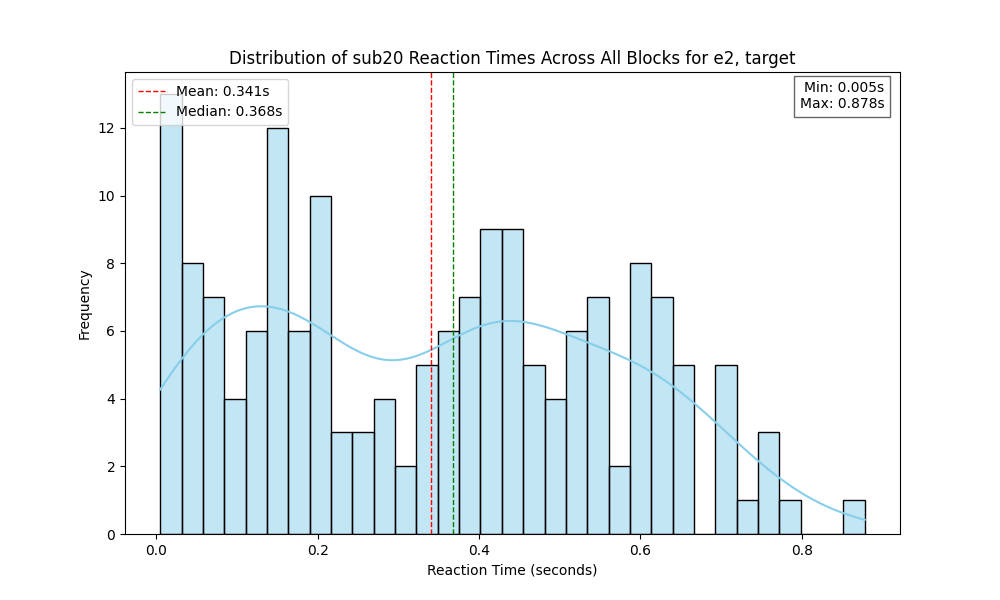 Distribution of sub20 Reaction Times Across All Blocks for e2, target
Mean: 0.341s
Median: 0.368s
Min: 0.005s
Max: 0.878s
Frequency
12
10
8
6
4
2
0
0.0
0.2
0.4
0.6
0.8
Reaction Time (seconds)